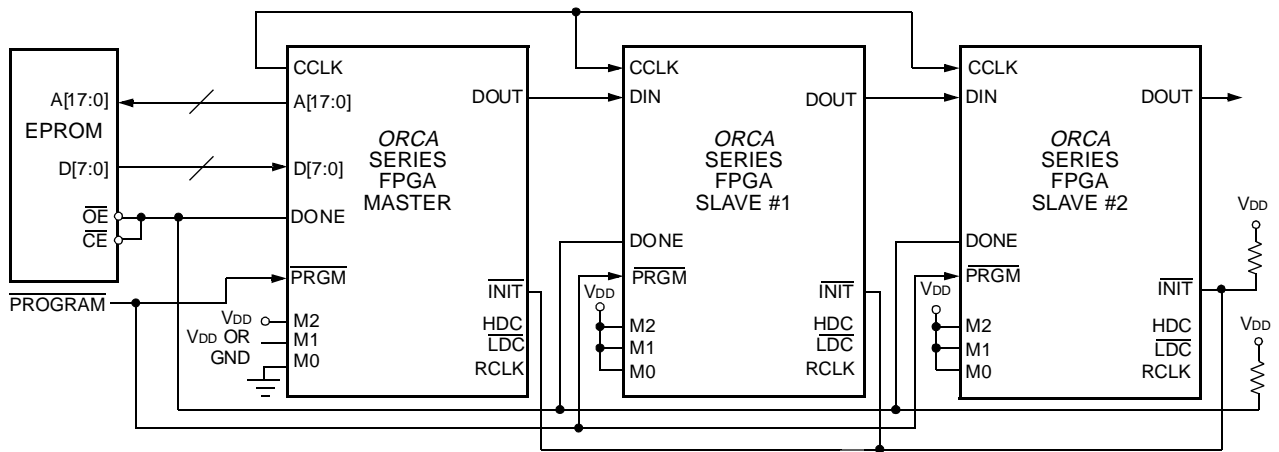 EPROM
A[17:0]
D[7:0]
OE
CE
PROGRAM
CCLK
A[17:0]
D[7:0]
DONE
PRGM
M2
M1
M0
VDD
VDD OR
GND
ORCA
SERIES
FPGA
MASTER
DOUT
INIT
HDC
LDC
RCLK
CCLK
DIN
DONE
PRGM
VDD
M2
M1
M0
ORCA
SERIES
FPGA
SLAVE #1
DOUT
INIT
HDC
LDC
RCLK
CCLK
DIN
DONE
PRGM
VDD
M2
M1
M0
ORCA
SERIES
FPGA
SLAVE #2
DOUT
INIT
HDC
LDC
RCLK
VDD
VDD